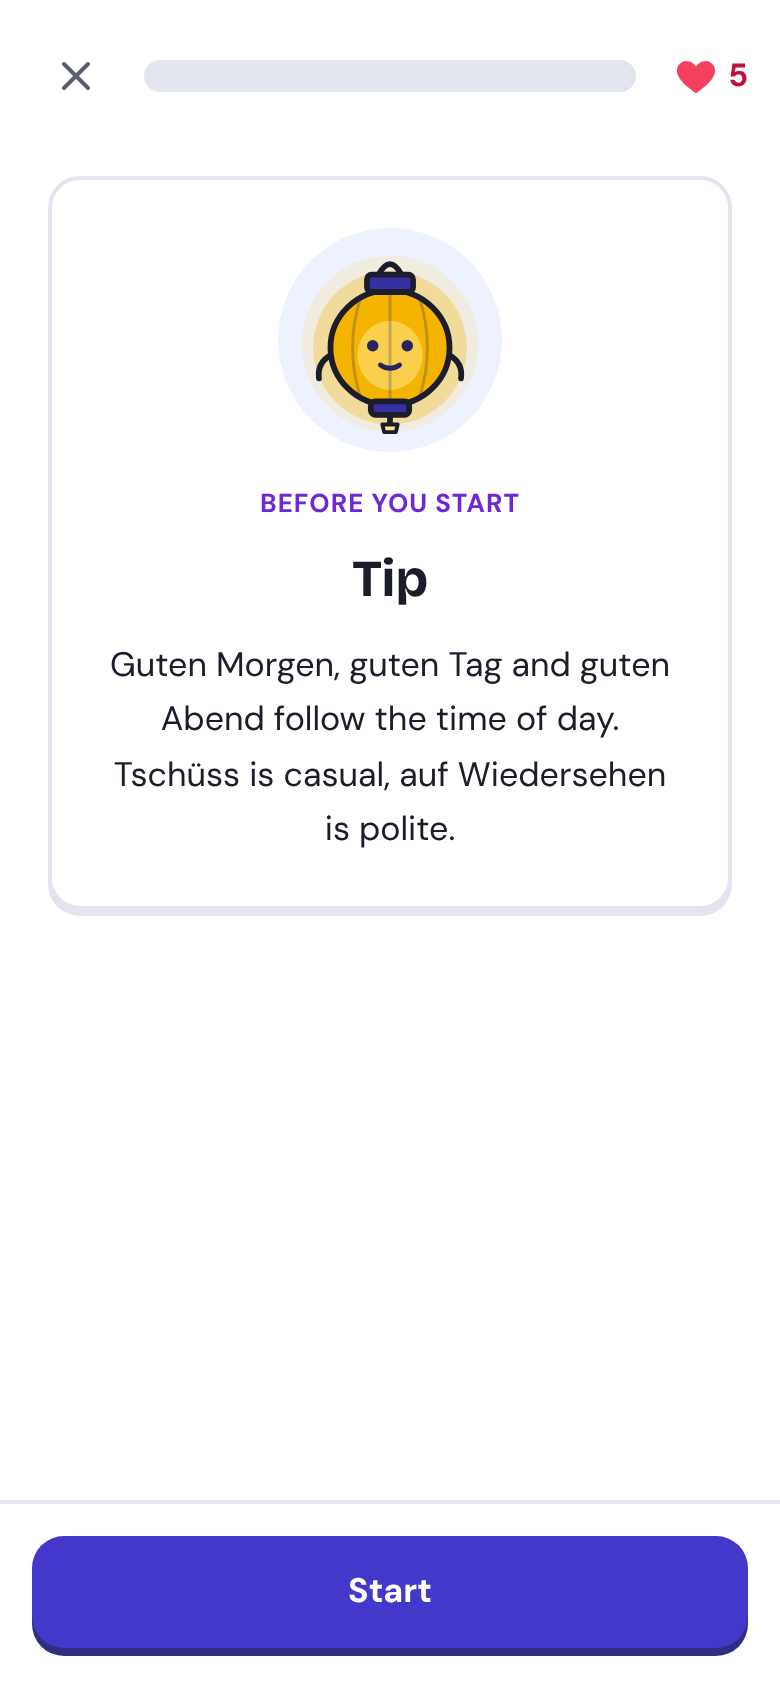 5
BEFORE YOU START
Tip
Guten Morgen, guten Tag and guten
Abend follow the time of day.
Tschüss is casual, auf Wiedersehen
is polite.
Start